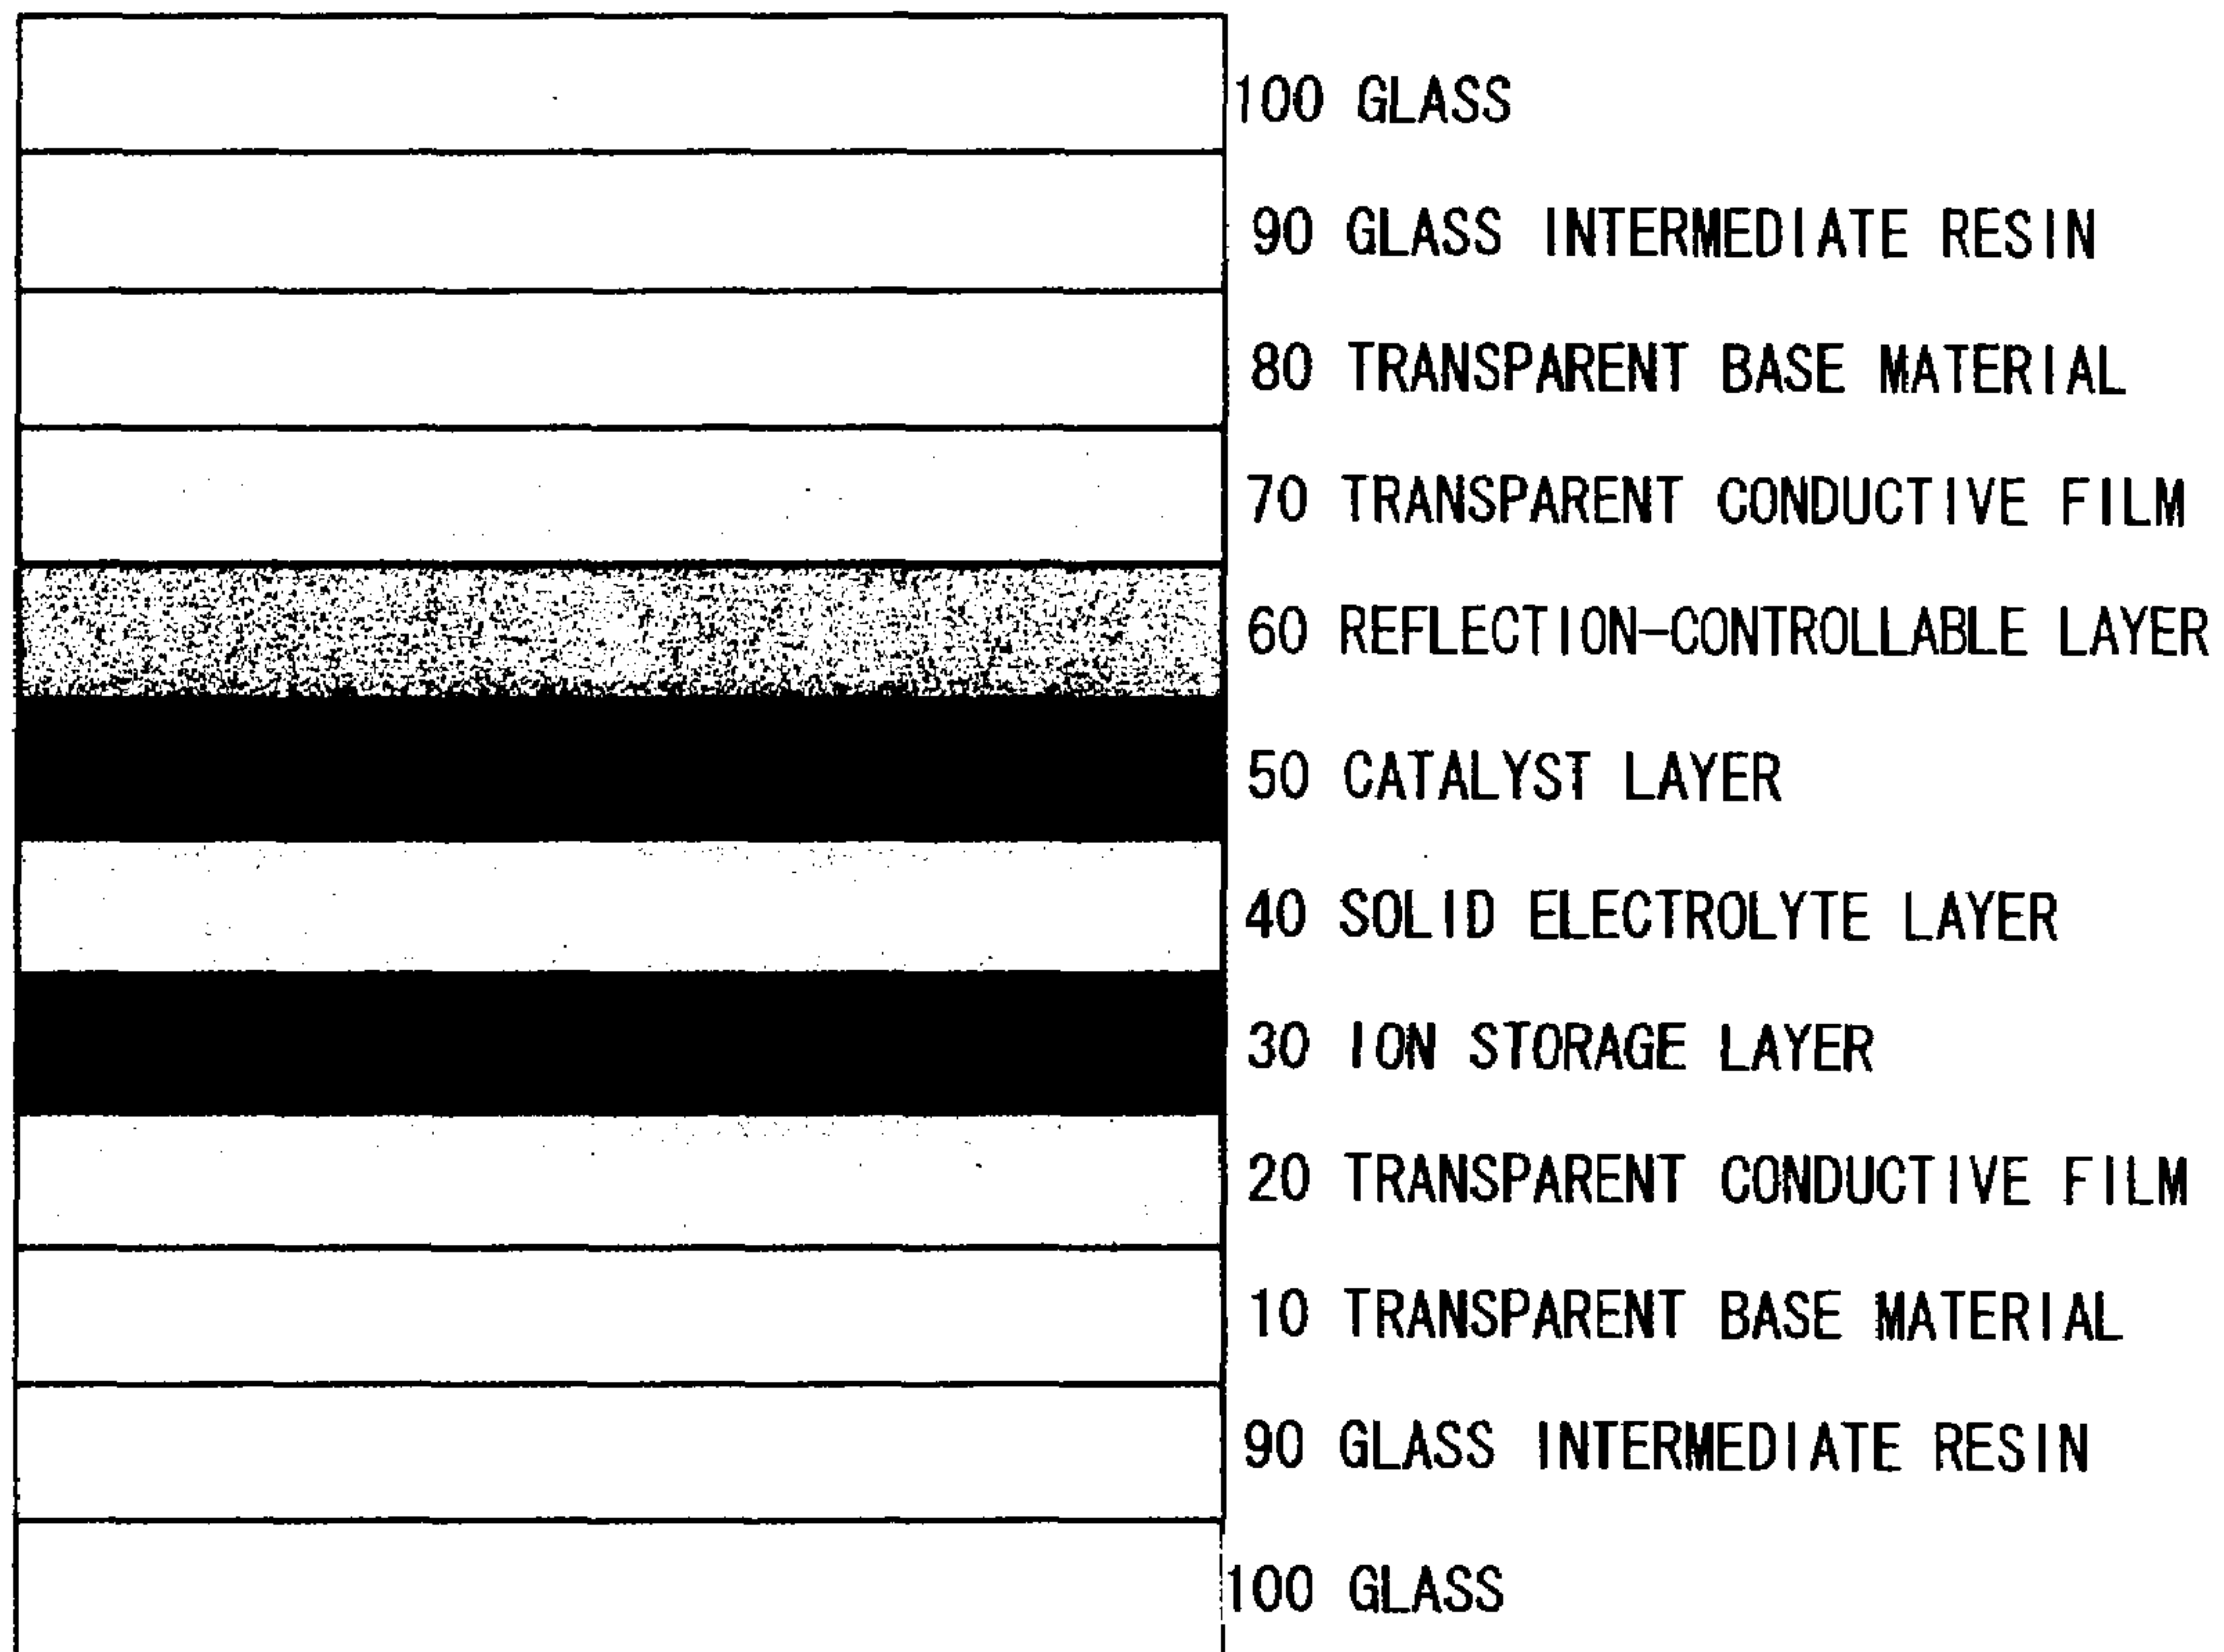 100 GLASS
90 GLASS INTERMEDIATE RESIN
80 TRANSPARENT BASE MATERIAL
70 TRANSPARENT CONDUCTIVE FILM
60 REFLECTION-CONTROLLABLE LAYER
50 CATALYST LAYER
40 SOLID ELECTROLYTE LAYER
30 ION STORAGE LAYER
20 TRANSPARENT CONDUCTIVE FILM
10 TRANSPARENT BASE MATERIAL
90 GLASS INTERMEDIATE RESIN
100 GLASS